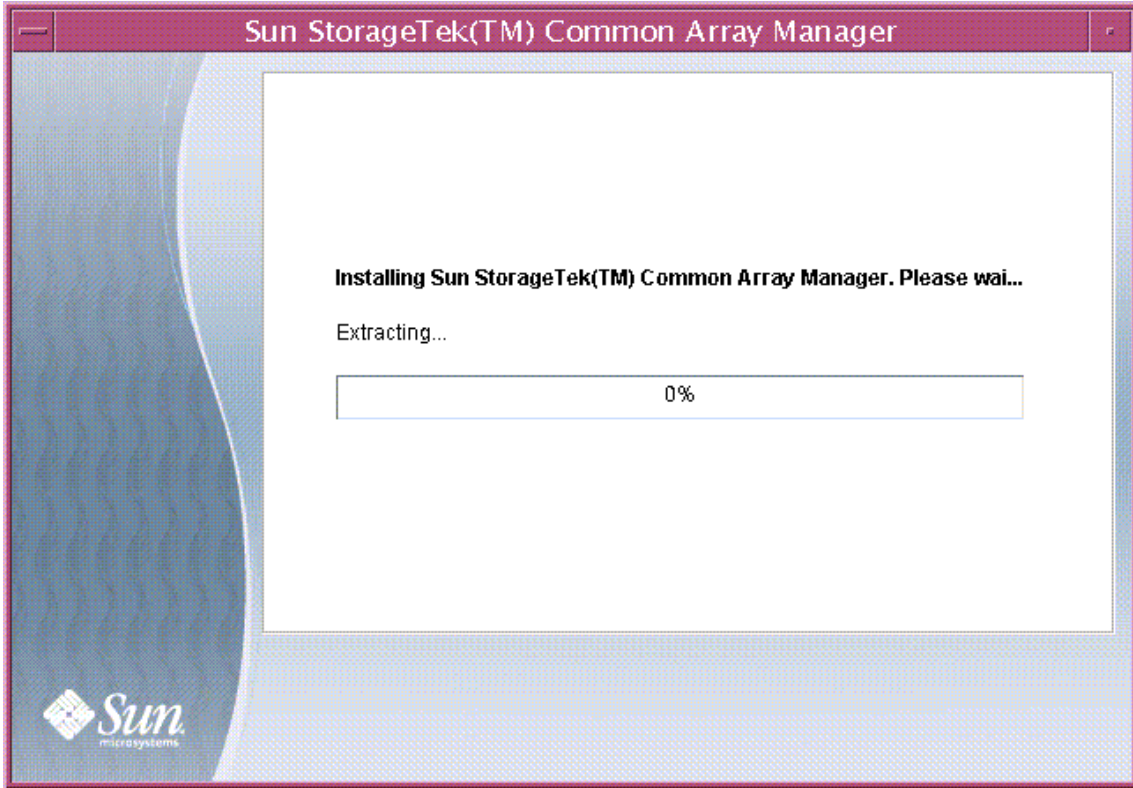 Sun StorageTek(TM) Common Array Manager
Installing Sun StorageTek(TM) Common Array Manager. Please wai...
Extracting...
0%
Sun
microsystems